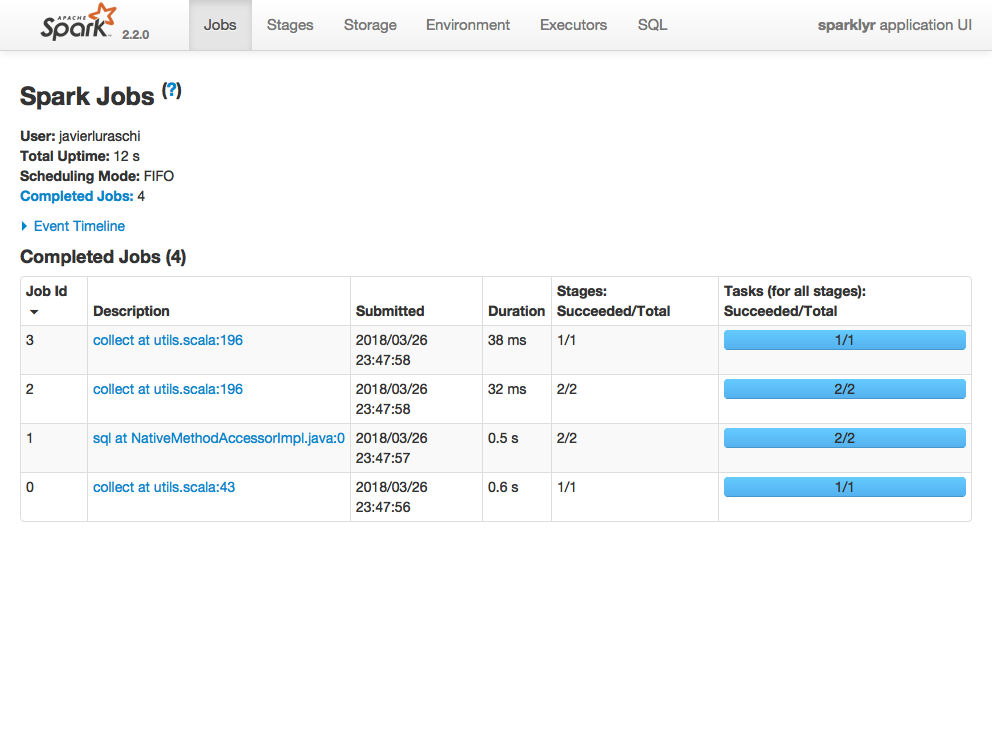 APACHE
Spark 2.2.0
Jobs Stages Storage Environment Executors SQL sparklyr application UI
Spark Jobs (?)
User: javierluraschi
Total Uptime: 12 s
Scheduling Mode: FIFO
Completed Jobs: 4
Event Timeline
Completed Jobs (4)
Job Id Description Submitted Duration Stages: Succeeded/Total Tasks (for all stages): Succeeded/Total
3 collect at utils.scala:196 2018/03/26 23:47:58 38 ms 1/1 1/1
2 collect at utils.scala:196 2018/03/26 23:47:58 32 ms 2/2 2/2
1 sql at NativeMethodAccessorImpl.java:0 2018/03/26 23:47:57 0.5 s 2/2 2/2
0 collect at utils.scala:43 2018/03/26 23:47:56 0.6 s 1/1 1/1